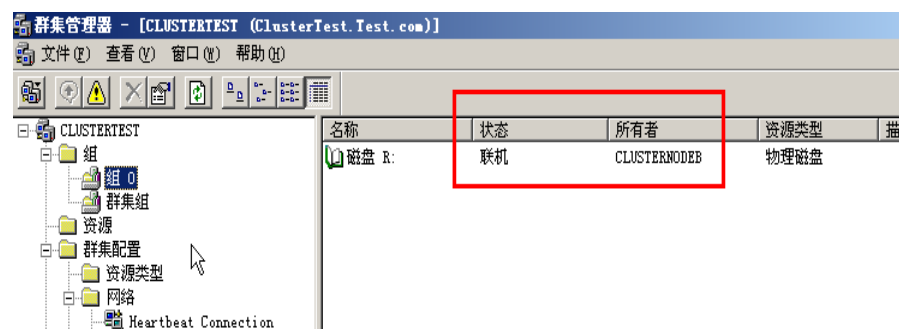 群集管理器 - [CLUSTERTEST (ClusterTest.Test.com)]
文件(F) 查看(V) 窗口(W) 帮助(H)
CLUSTERTEST
组
组 0
群集组
资源
群集配置
资源类型
网络
Heartbeat Connection
名称 状态 所有者 资源类型 描
磁盘 R: 联机 CLUSTERNODEB 物理磁盘